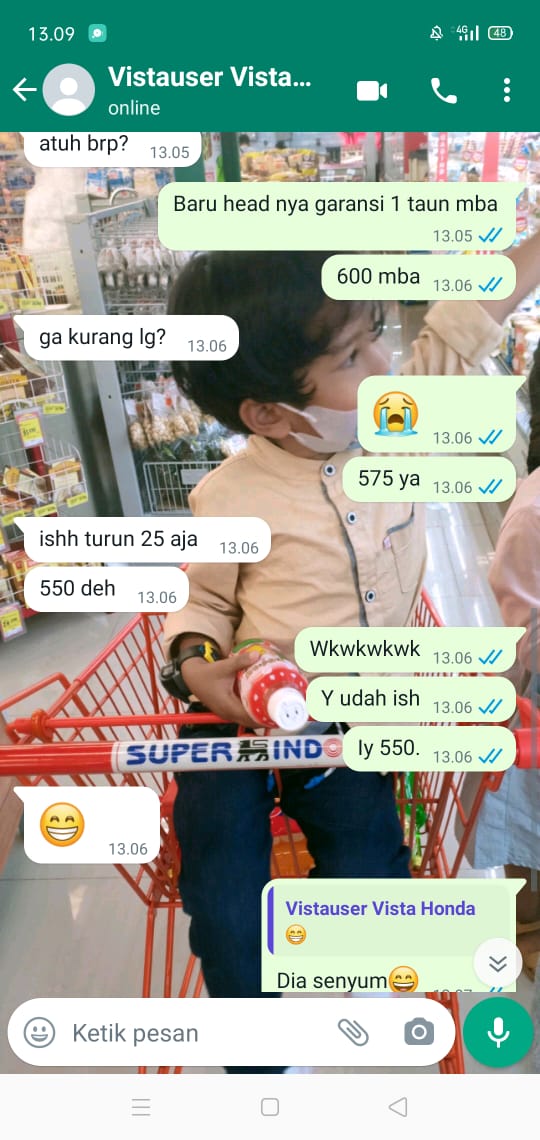 13.09
4G
48
Vistauser Vista...
online
atuh brp?
13.05
Baru head nya garansi 1 taun mba
13.05
600 mba
13.06
ga kurang lg?
13.06
😭
13.06
575 ya
13.06
ishh turun 25 aja
13.06
550 deh
13.06
Wkwkwkwk
13.06
Y udah ish
13.06
Iy 550.
13.06
SUPER INDO
😁
13.06
Vistauser Vista Honda
😁
Dia senyum😄
Ketik pesan